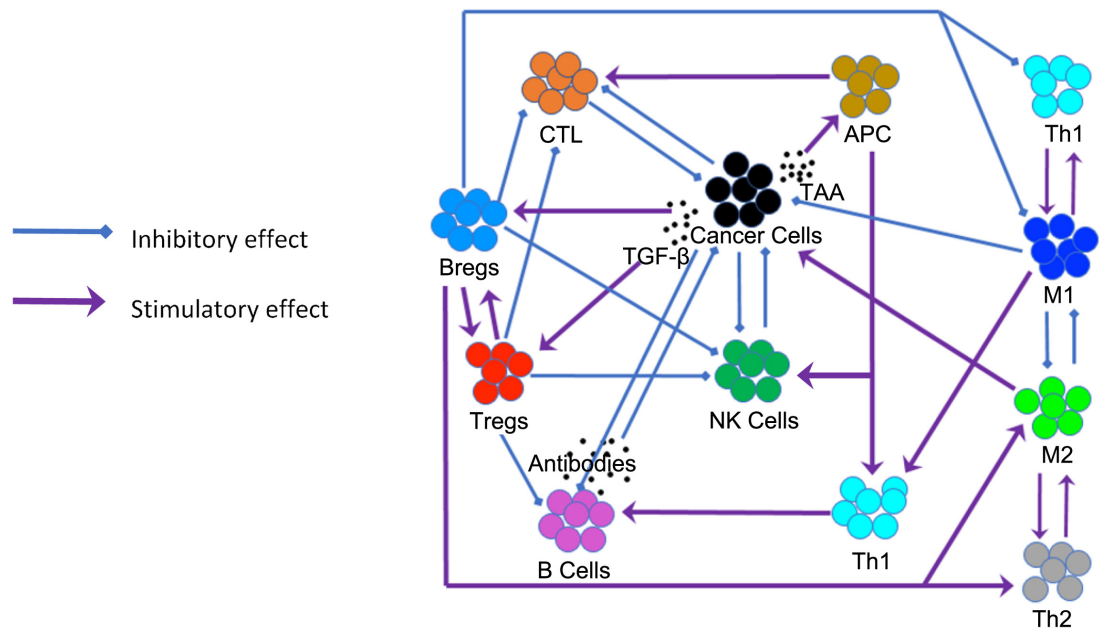 CTL
APC
Th1
TAA
Cancer Cells
Inhibitory effect
TGF-β
Bregs
M1
Stimulatory effect
Tregs
NK Cells
M2
Antibodies
Th1
B Cells
Th2